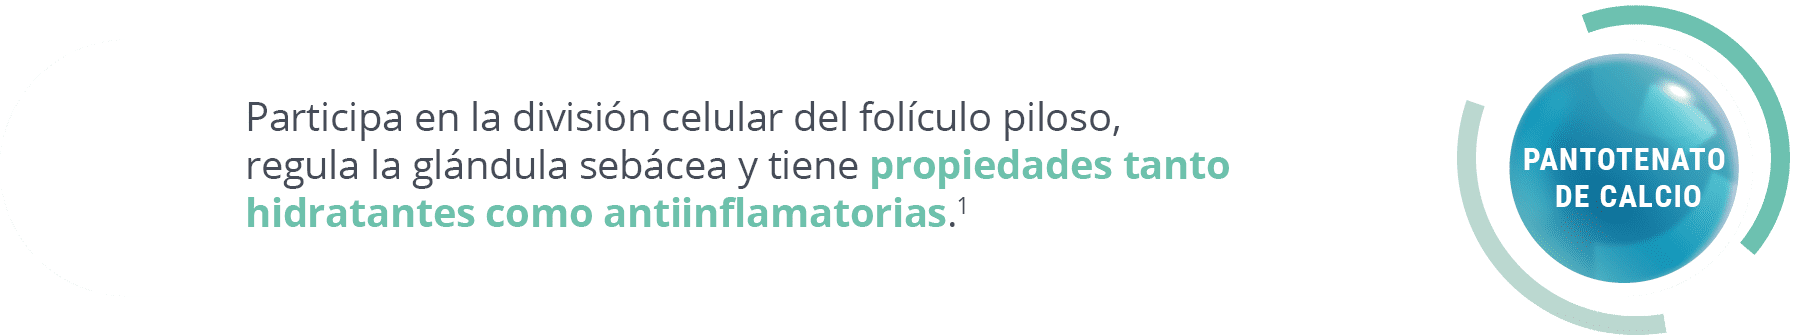 Participa en la división celular del folículo piloso,
regula la glándula sebácea y tiene propiedades tanto
hidratantes como antiinflamatorias.¹
PANTOTENATO
DE CALCIO